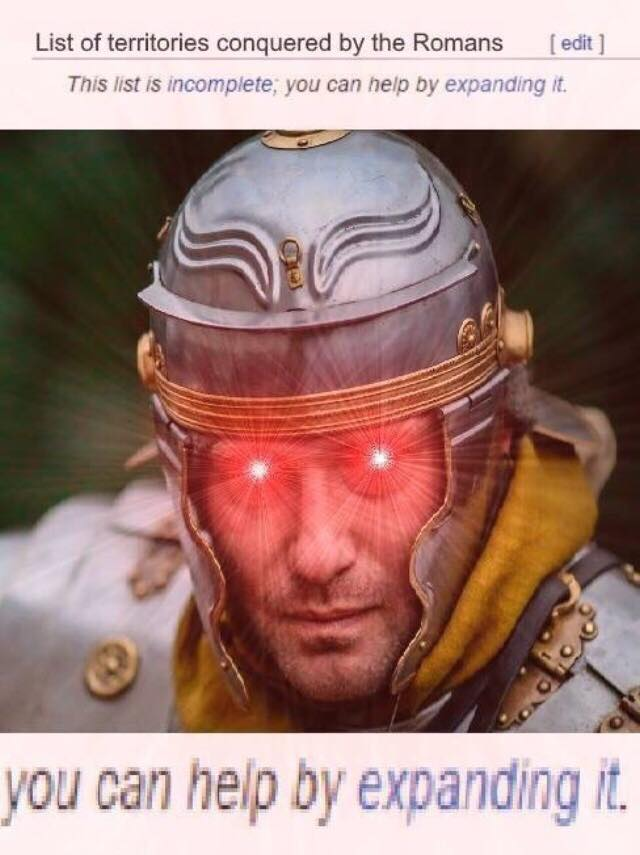 List of territories conquered by the Romans [ edit ]
This list is incomplete; you can help by expanding it.
you can help by expanding it.